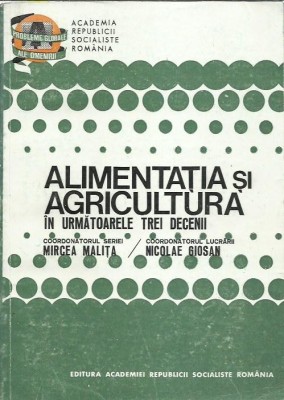 PROBLEME GLOBALE
ALE OMENIRII
ACADEMIA
REPUBLICII
SOCIALISTE
ROMÂNIA
ALIMENTAȚIA ȘI
AGRICULTURA
ÎN URMĂTOARELE TREI DECENII
COORDONATORUL SERIEI / COORDONATORUL LUCRĂRII
MIRCEA MALIȚA / NICOLAE GIOSAN
EDITURA ACADEMIEI REPUBLICII SOCIALISTE ROMÂNIA